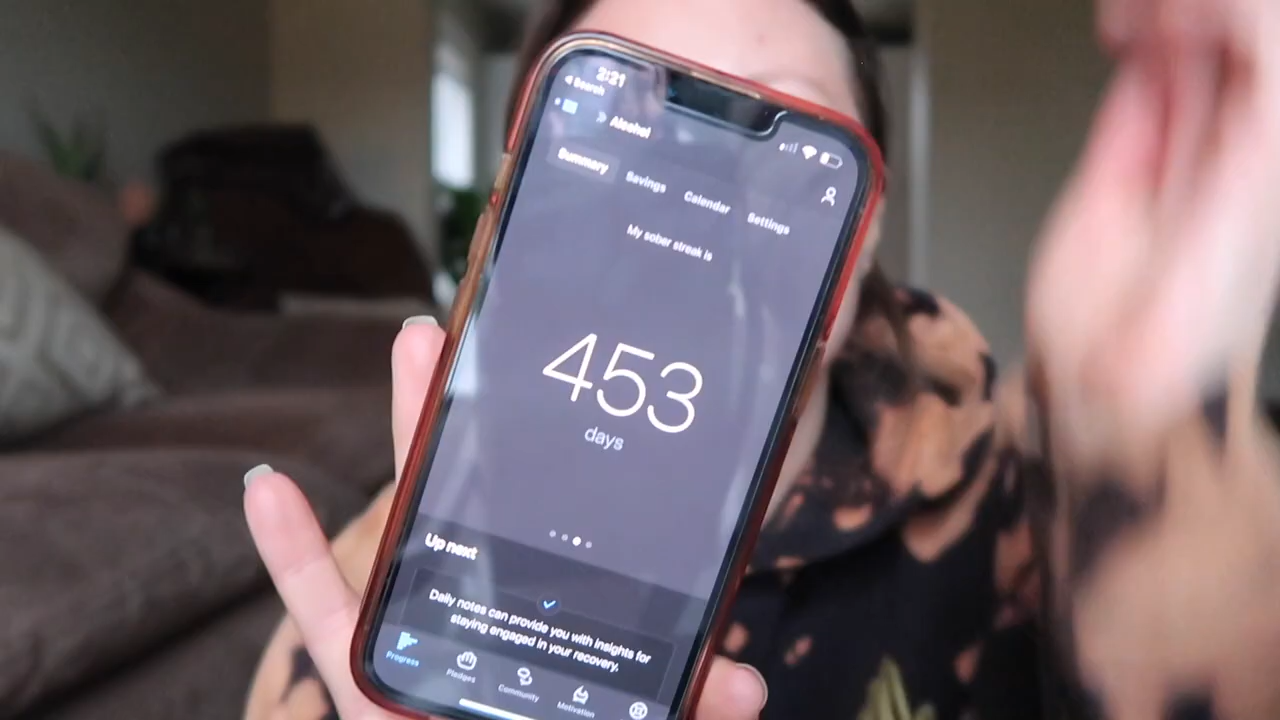 2:21
Search
Alcohol
Summary Savings Calendar Settings
My sober streak is
453
days
Up next
Daily notes can provide you with insights for
staying engaged in your recovery.
Progress Pledges Community Motivation